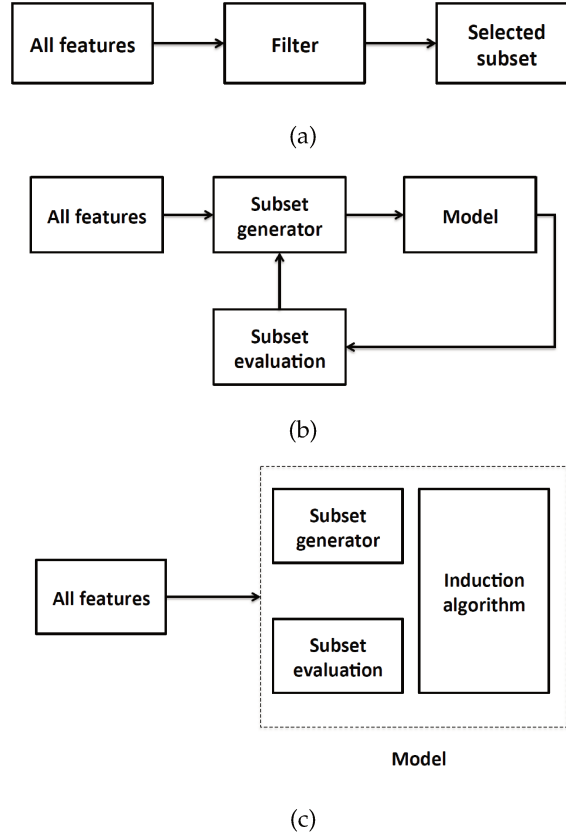 All features
Filter
Selected
subset
(a)
All features
Subset
generator
Model
Subset
evaluation
(b)
Subset
generator
All features
Induction
algorithm
Subset
evaluation
Model
(c)